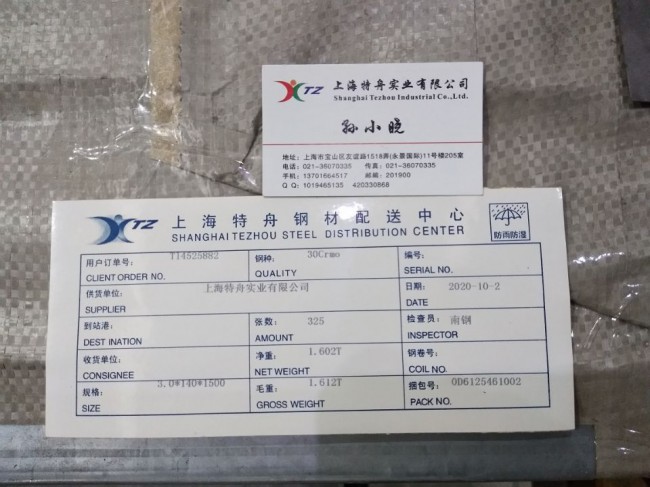 TZ 上海特舟实业有限公司
Shanghai Tezhou Industrial Co.,Ltd.
孙小晓
地址：上海市宝山区友谊路1518弄(永景国际)11号楼205室
电话：021-36070335 传真：021-36070335
手机：13701664517 邮编：201900
Q Q：1019465135 420330868
TZ 上海特舟钢材配送中心
SHANGHAITEZHOU STEEL DISTRIBUTION CENTER
防雨防湿
用户订单号： T14525882 钢种： 30Crmo 编号：
CLIENT ORDER NO. QUALITY SERIAL NO.
供货单位： 上海特舟实业有限公司 日期： 2020-10-2
SUPPLIER DATE
到站港： 张数： 325 检查员： 南钢
DEST INATION AMOUNT INSPECTOR
收货单位： 净重： 1.602T 钢卷号：
CONSIGNEE NET WEIGHT COIL NO.
规格： 3.0*140*1500 毛重： 1.612T 捆包号： OD6125461002
SIZE GROSS WEIGHT PACK NO.